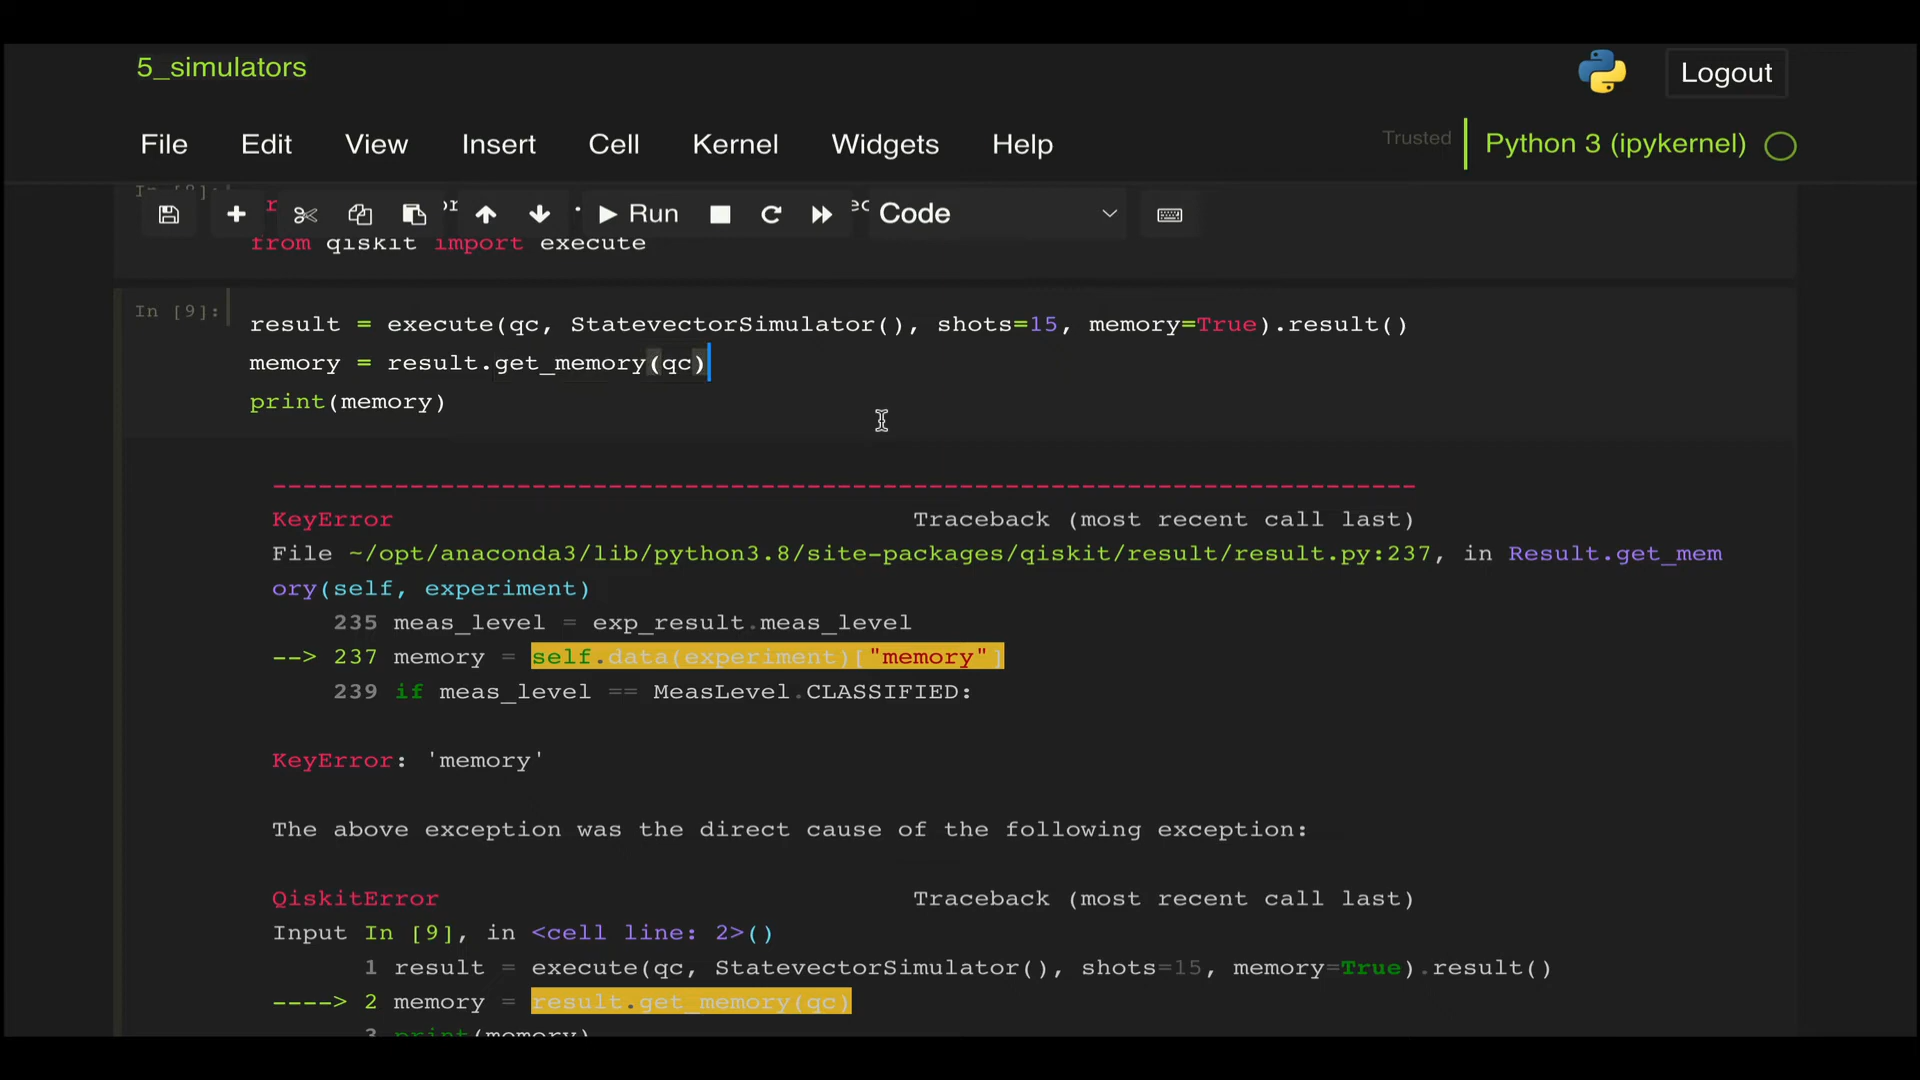 5_simulators
Logout
File Edit View Insert Cell Kernel Widgets Help
Trusted
Python 3 (ipykernel)
Run
Code
from qiskit import execute
In [9]:
result = execute(qc, StatevectorSimulator(), shots=15, memory=True).result()
memory = result.get_memory(qc)
print(memory)
---------------------------------------------------------------------------
KeyError Traceback (most recent call last)
File ~/opt/anaconda3/lib/python3.8/site-packages/qiskit/result/result.py:237, in Result.get_mem
ory(self, experiment)
235 meas_level = exp_result.meas_level
--> 237 memory = self.data(experiment)["memory"]
239 if meas_level == MeasLevel.CLASSIFIED:
KeyError: 'memory'
The above exception was the direct cause of the following exception:
QiskitError Traceback (most recent call last)
Input In [9], in <cell line: 2>()
1 result = execute(qc, StatevectorSimulator(), shots=15, memory=True).result()
----> 2 memory = result.get_memory(qc)
3 print(memory)